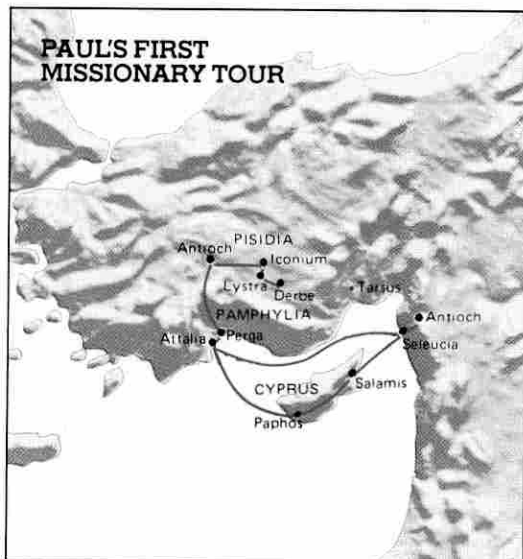 PAUL'S FIRST
MISSIONARY TOUR
PISIDIA
Antioch
Iconium
Lystra
Derbe
Tarsus
PAMPHYLIA
Antioch
Perga
Attalia
Seleucia
CYPRUS
Salamis
Paphos